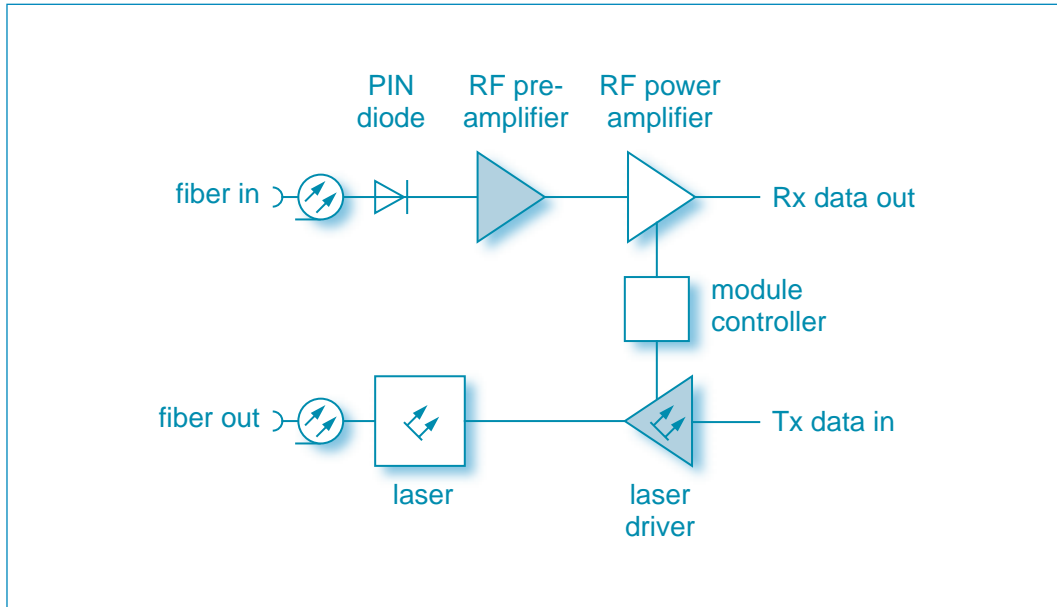 PIN
diode
RF pre-
amplifier
RF power
amplifier
fiber in
Rx data out
module
controller
fiber out
Tx data in
laser
laser
driver